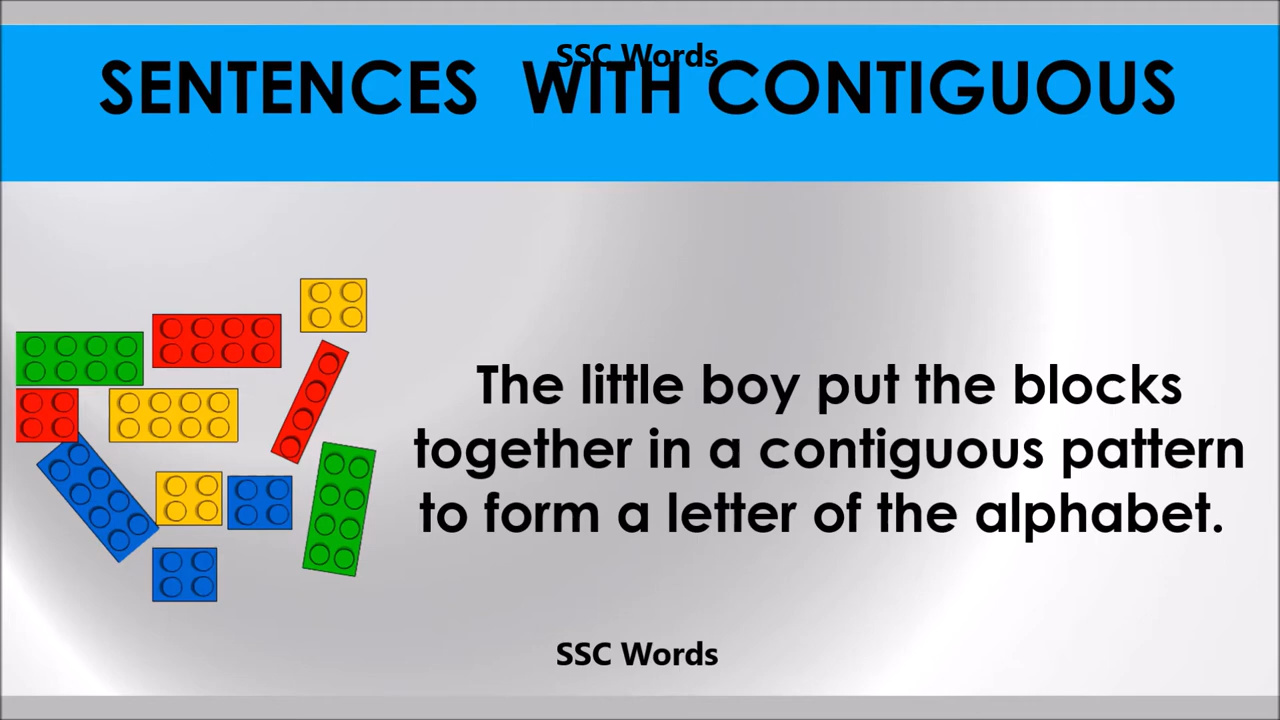 SSC Words
SENTENCES WITH CONTIGUOUS
The little boy put the blocks
together in a contiguous pattern
to form a letter of the alphabet.
SSC Words